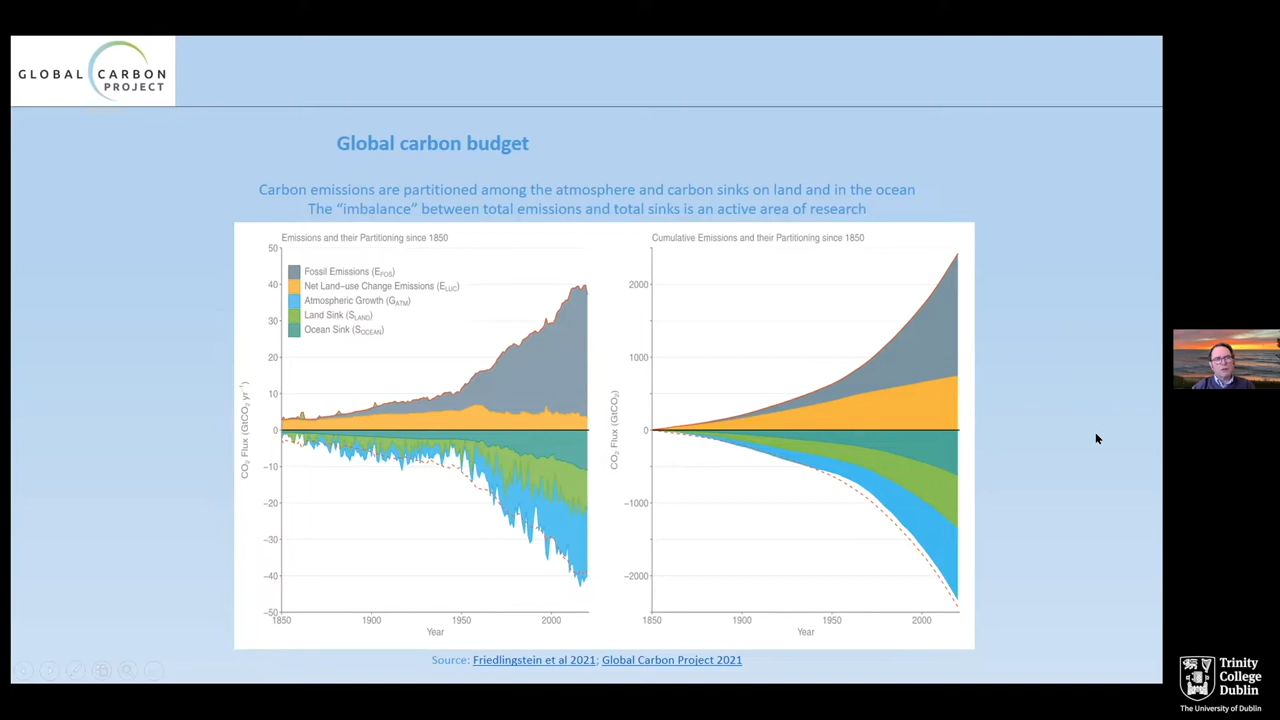 GLOBAL CARBON
PROJECT
Global carbon budget
Carbon emissions are partitioned among the atmosphere and carbon sinks on land and in the ocean
The “imbalance” between total emissions and total sinks is an active area of research
Emissions and their Partitioning since 1850
50
40
30
20
10
0
−10
−20
−30
−40
−50
CO2 Flux (GtCO2 yr−1)
Fossil Emissions (EFOS)
Net Land−use Change Emissions (ELUC)
Atmospheric Growth (GATM)
Land Sink (SLAND)
Ocean Sink (SOCEAN)
1850 1900 1950 2000
Year
Cumulative Emissions and their Partitioning since 1850
2000
1000
0
−1000
−2000
CO2 Flux (GtCO2)
1850 1900 1950 2000
Year
Source: Friedlingstein et al 2021; Global Carbon Project 2021
Trinity
College
Dublin
The University of Dublin